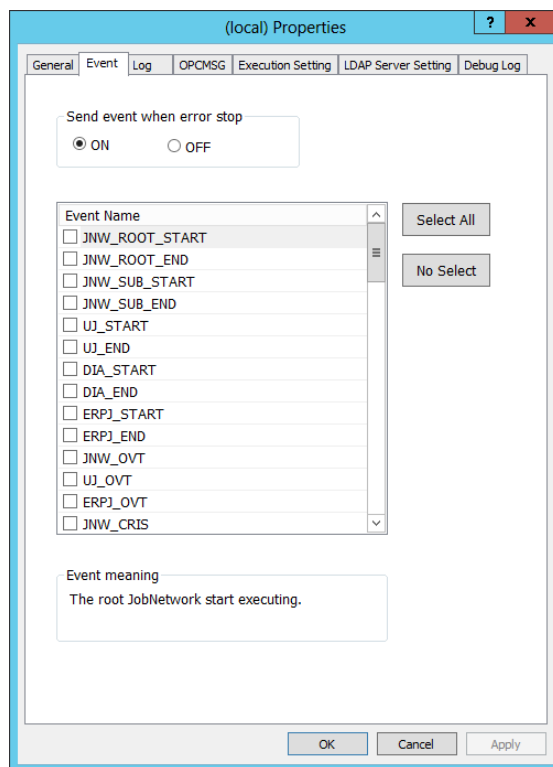 (local) Properties
? x
General Event Log OPCMSG Execution Setting LDAP Server Setting Debug Log
Send event when error stop
ON OFF
Event Name
Select All
JNW_ROOT_START
JNW_ROOT_END
No Select
JNW_SUB_START
JNW_SUB_END
UJ_START
UJ_END
DIA_START
DIA_END
ERPJ_START
ERPJ_END
JNW_OVT
UJ_OVT
ERPJ_OVT
JNW_CRIS
Event meaning
The root JobNetwork start executing.
OK Cancel Apply